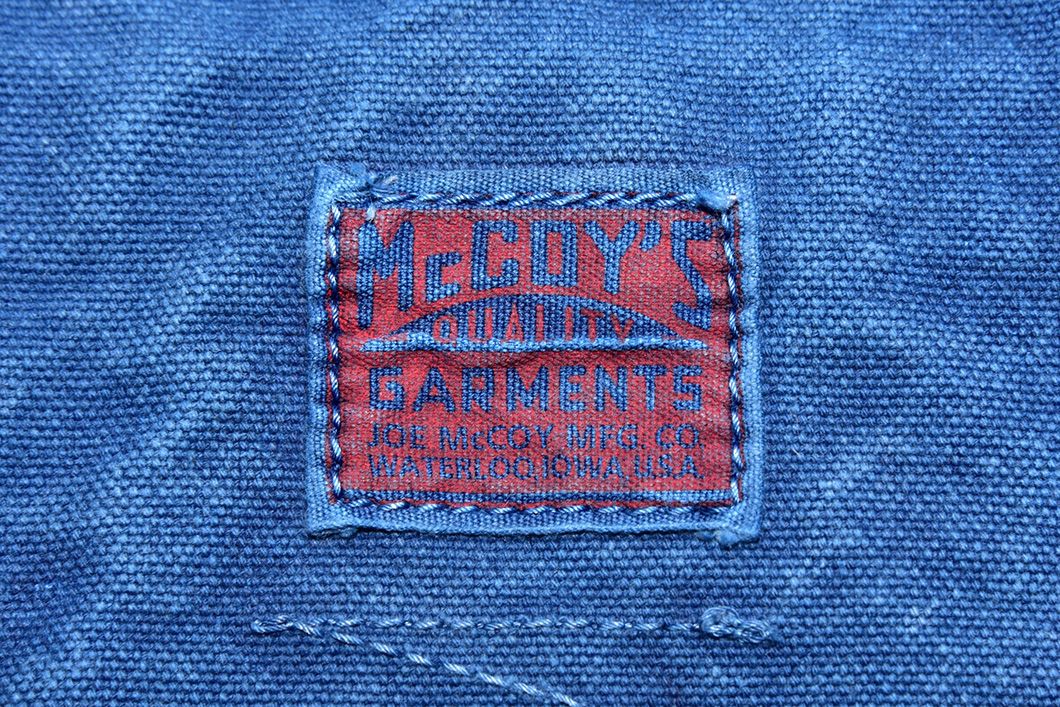 McCOY'S
QUALITY
GARMENTS
JOE McCOY MFG. CO
WATERLOO, IOWA, U.S.A.